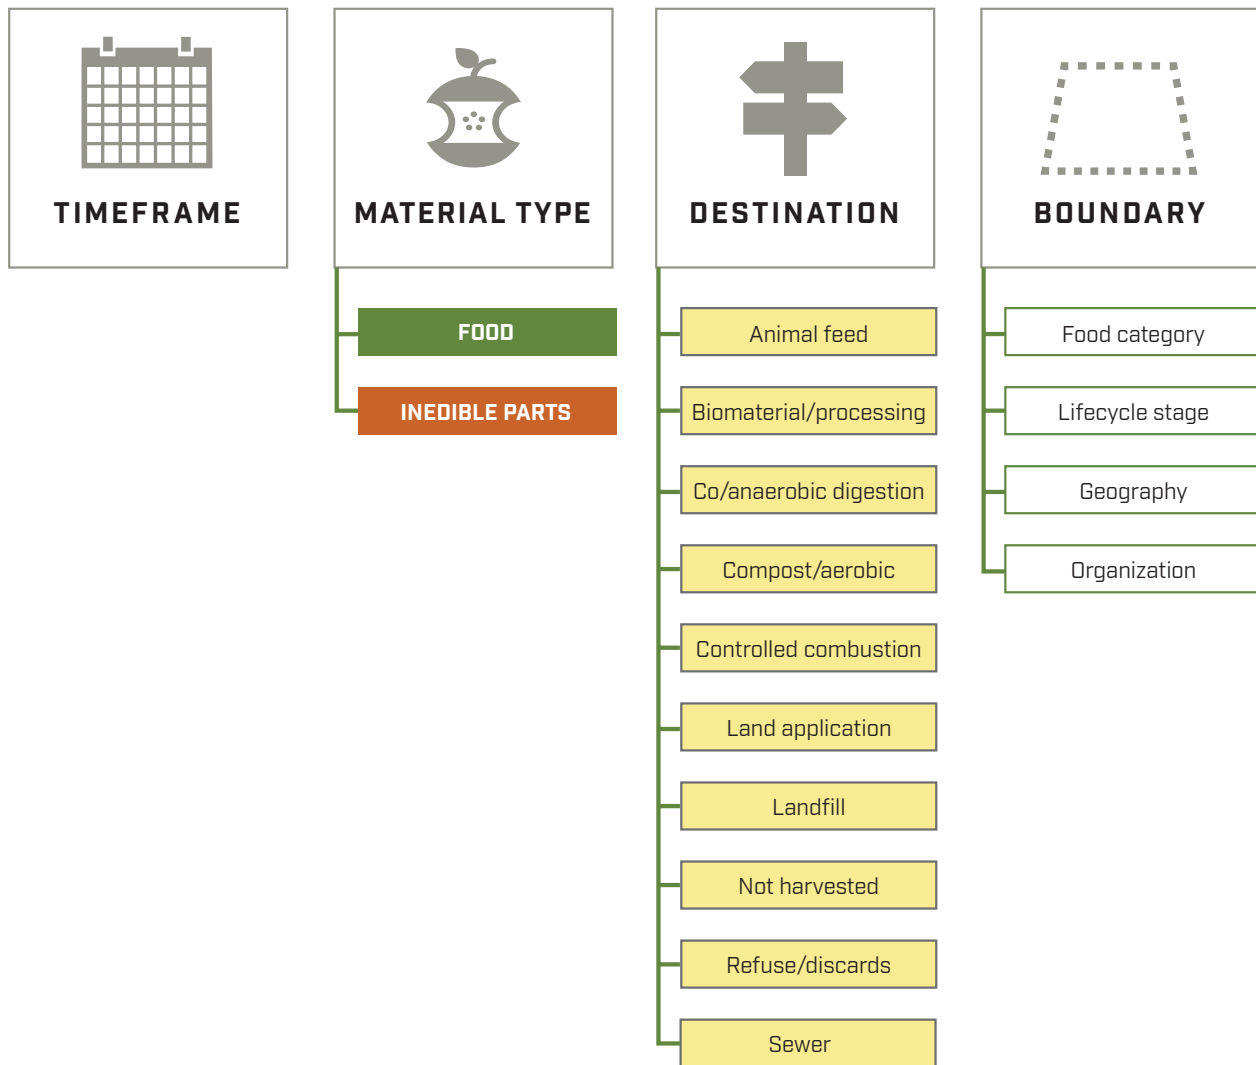 TIMEFRAME
MATERIAL TYPE
FOOD
INEDIBLE PARTS
DESTINATION
Animal feed
Biomaterial/processing
Co/anaerobic digestion
Compost/aerobic
Controlled combustion
Land application
Landfill
Not harvested
Refuse/discards
Sewer
BOUNDARY
Food category
Lifecycle stage
Geography
Organization